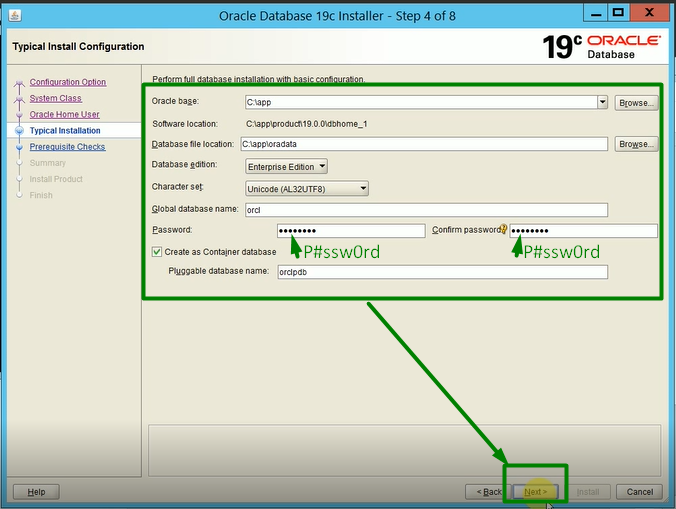 Oracle Database 19c Installer - Step 4 of 8
Typical Install Configuration
19c ORACLE
Database
Configuration Option
System Class
Oracle Home User
Typical Installation
Prerequisite Checks
Summary
Install Product
Finish
Perform full database installation with basic configuration.
Oracle base: C:\app Browse...
Software location: C:\app\product\19.0.0\dbhome_1
Database file location: C:\app\oradata Browse...
Database edition: Enterprise Edition
Character set: Unicode (AL32UTF8)
Global database name: orcl
Password: •••••••• Confirm password: ••••••••
P#ssw0rd P#ssw0rd
Create as Container database
Pluggable database name: orclpdb
Help < Back Next > Install Cancel